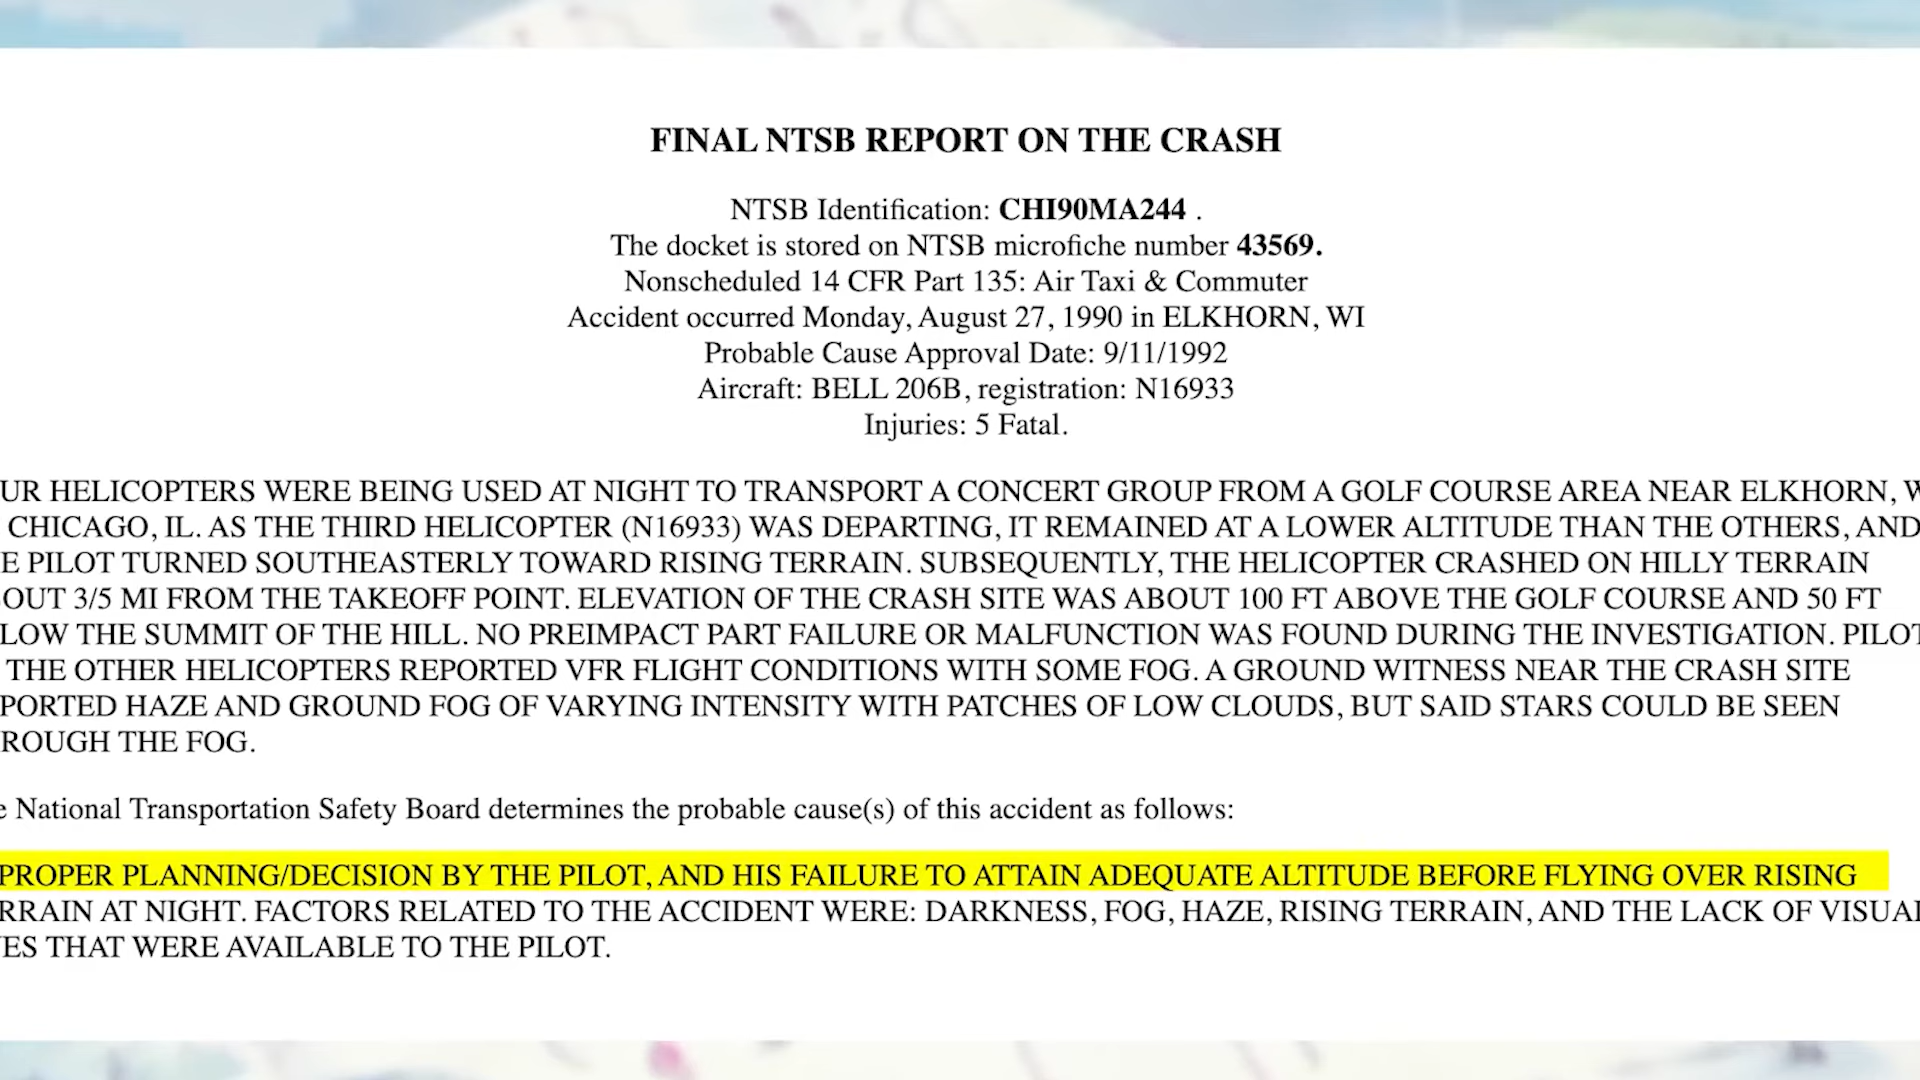 FINAL NTSB REPORT ON THE CRASH
NTSB Identification: CHI90MA244 .
The docket is stored on NTSB microfiche number 43569.
Nonscheduled 14 CFR Part 135: Air Taxi & Commuter
Accident occurred Monday, August 27, 1990 in ELKHORN, WI
Probable Cause Approval Date: 9/11/1992
Aircraft: BELL 206B, registration: N16933
Injuries: 5 Fatal.
UR HELICOPTERS WERE BEING USED AT NIGHT TO TRANSPORT A CONCERT GROUP FROM A GOLF COURSE AREA NEAR ELKHORN, W
CHICAGO, IL. AS THE THIRD HELICOPTER (N16933) WAS DEPARTING, IT REMAINED AT A LOWER ALTITUDE THAN THE OTHERS, AND
E PILOT TURNED SOUTHEASTERLY TOWARD RISING TERRAIN. SUBSEQUENTLY, THE HELICOPTER CRASHED ON HILLY TERRAIN
OUT 3/5 MI FROM THE TAKEOFF POINT. ELEVATION OF THE CRASH SITE WAS ABOUT 100 FT ABOVE THE GOLF COURSE AND 50 FT
LOW THE SUMMIT OF THE HILL. NO PREIMPACT PART FAILURE OR MALFUNCTION WAS FOUND DURING THE INVESTIGATION. PILOT
THE OTHER HELICOPTERS REPORTED VFR FLIGHT CONDITIONS WITH SOME FOG. A GROUND WITNESS NEAR THE CRASH SITE
PORTED HAZE AND GROUND FOG OF VARYING INTENSITY WITH PATCHES OF LOW CLOUDS, BUT SAID STARS COULD BE SEEN
ROUGH THE FOG.
e National Transportation Safety Board determines the probable cause(s) of this accident as follows:
PROPER PLANNING/DECISION BY THE PILOT, AND HIS FAILURE TO ATTAIN ADEQUATE ALTITUDE BEFORE FLYING OVER RISING
RRAIN AT NIGHT. FACTORS RELATED TO THE ACCIDENT WERE: DARKNESS, FOG, HAZE, RISING TERRAIN, AND THE LACK OF VISUAL
ES THAT WERE AVAILABLE TO THE PILOT.